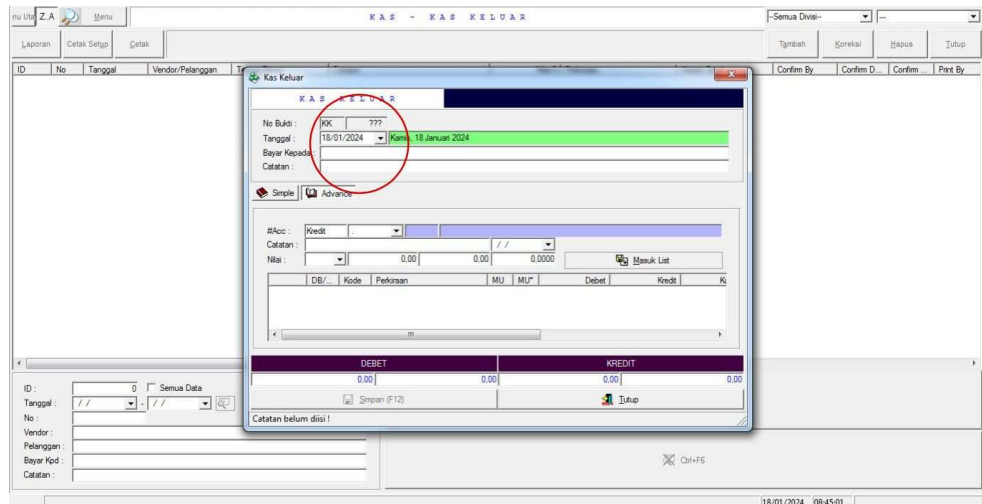 nu Uta Z.A Menu KAS - KAS KELUAR --Semua Divisi-- --
Laporan Cetak Setup Cetak Tambah Koreksi Hapus Tutup
ID No Tanggal Vendor/Pelanggan Confirm By Confirm D... Confirm ... Print By
Kas Keluar
KAS KELUAR
No Bukti : KK ???
Tanggal : 18/01/2024 Kamis, 18 Januari 2024
Bayar Kepada :
Catatan :
Simple Advance
#Acc : Kredit .
Catatan : / /
Nilai : 0,00 0,00 0,0000 Masuk List
DB/... Kode Perkiraan MU MU* Debet Kredit
DEBET KREDIT
0,00 0,00 0,00 0,00
Simpan (F12) Tutup
Catatan belum diisi !
ID : 0 Semua Data
Tanggal : / / - / /
No :
Vendor :
Pelanggan :
Bayar Kpd :
Catatan :
Ctrl+F6
18/01/2024 08:45:01